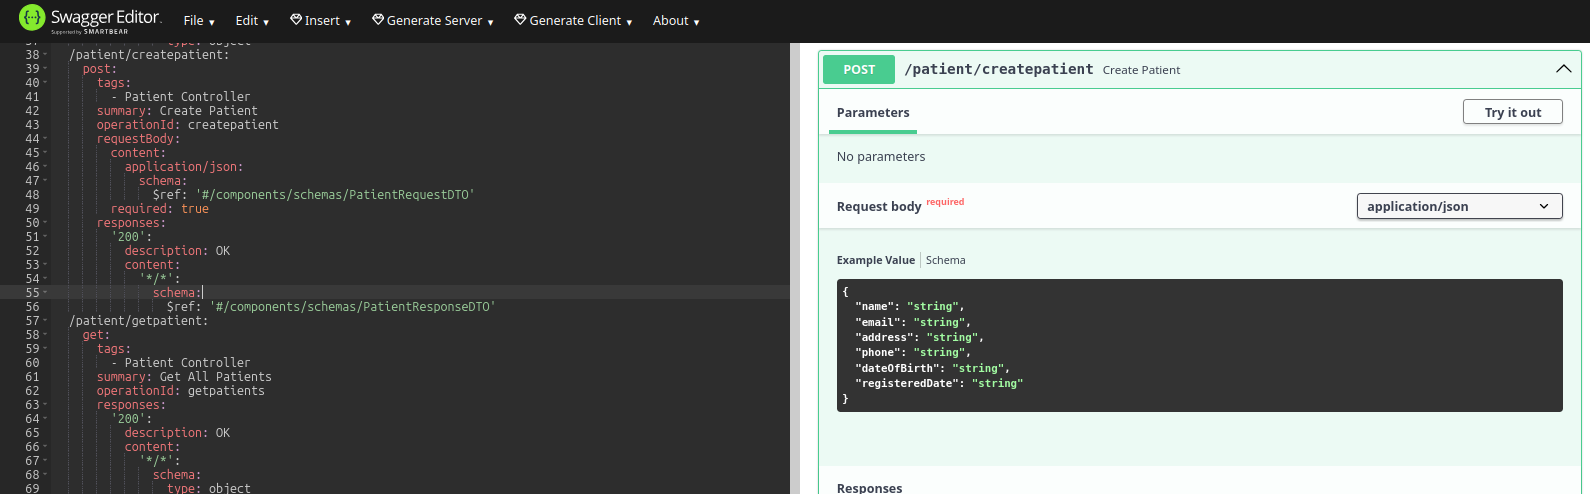 Swagger Editor.
Supported by SMARTBEAR
File Edit Insert Generate Server Generate Client About
37 type: object
38 /patient/createpatient:
39 post:
40 tags:
41 - Patient Controller
42 summary: Create Patient
43 operationId: createpatient
44 requestBody:
45 content:
46 application/json:
47 schema:
48 $ref: '#/components/schemas/PatientRequestDTO'
49 required: true
50 responses:
51 '200':
52 description: OK
53 content:
54 '*/*':
55 schema:
56 $ref: '#/components/schemas/PatientResponseDTO'
57 /patient/getpatient:
58 get:
59 tags:
60 - Patient Controller
61 summary: Get All Patients
62 operationId: getpatients
63 responses:
64 '200':
65 description: OK
66 content:
67 '*/*':
68 schema:
69 type: object
POST /patient/createpatient Create Patient
Parameters
Try it out
No parameters
Request body required
application/json
Example Value Schema
{
"name": "string",
"email": "string",
"address": "string",
"phone": "string",
"dateOfBirth": "string",
"registeredDate": "string"
}
Responses